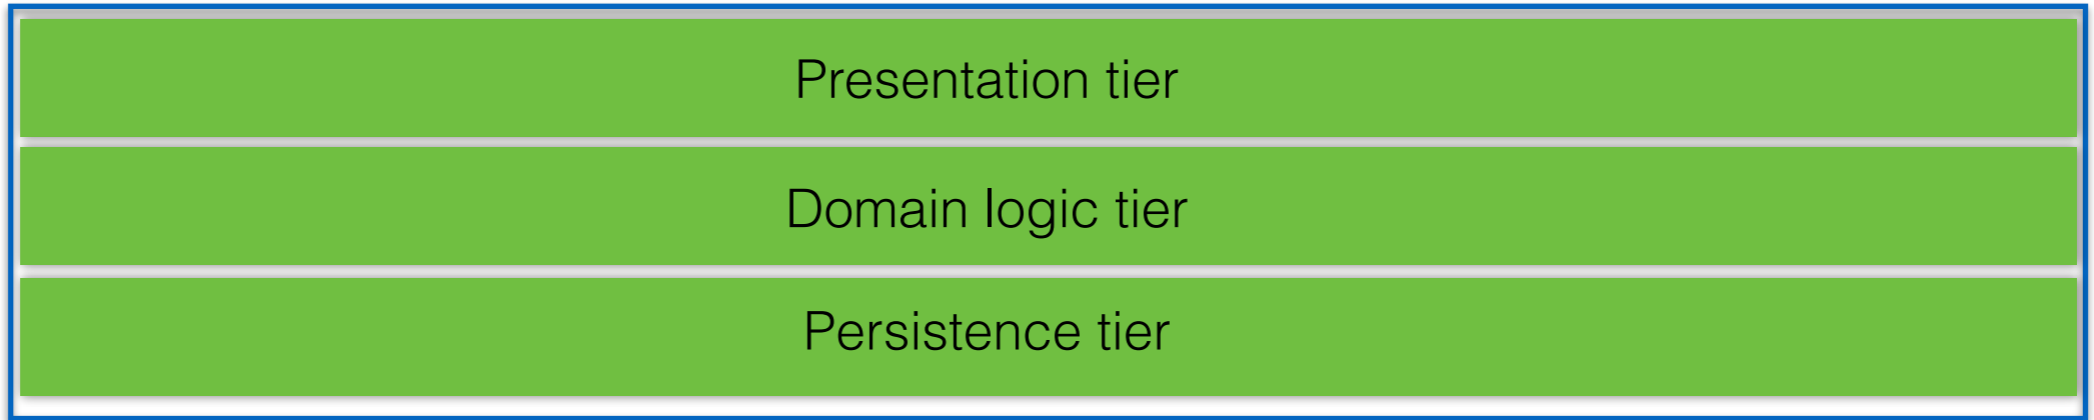 Presentation tier
Domain logic tier
Persistence tier